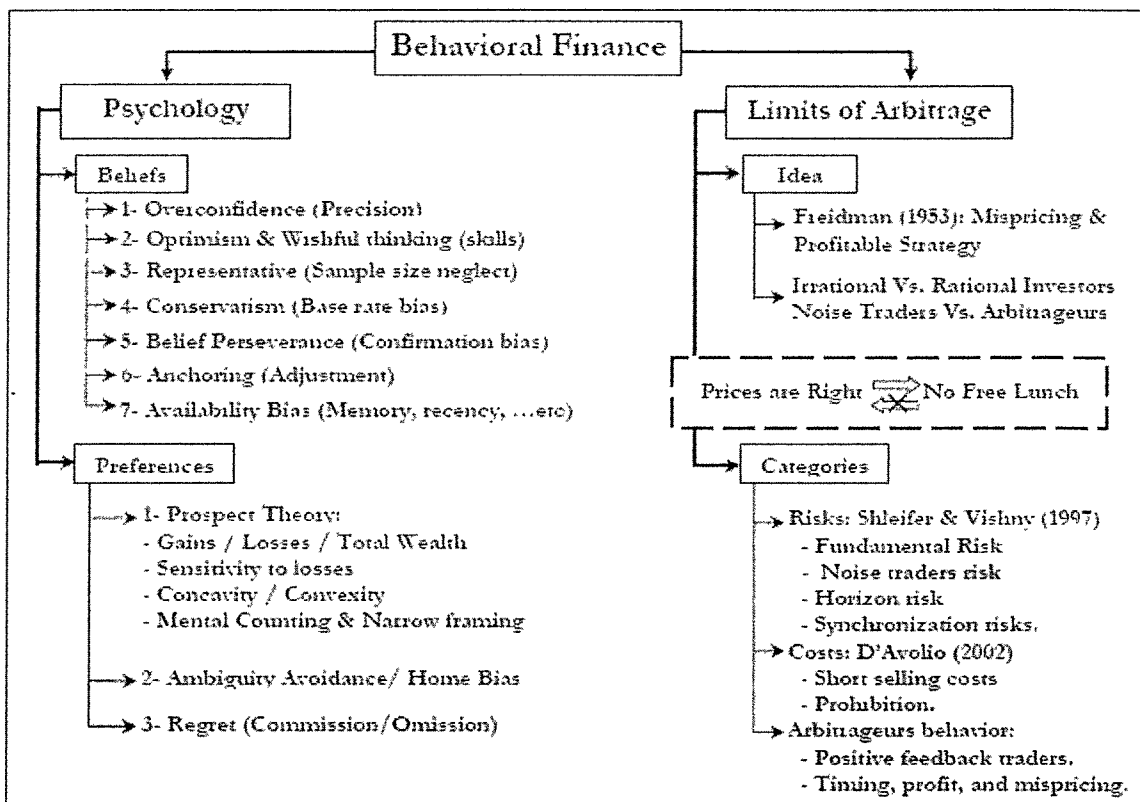 Behavioral Finance
Psychology
Beliefs
1- Overconfidence (Precision)
2- Optimism & Wishful thinking (skills)
3- Representative (Sample size neglect)
4- Conservatism (Base rate bias)
5- Belief Perseverance (Confirmation bias)
6- Anchoring (Adjustment)
7- Availability Bias (Memory, recency, …etc)
Preferences
1- Prospect Theory:
- Gains / Losses / Total Wealth
- Sensitivity to losses
- Concavity / Convexity
- Mental Counting & Narrow framing
2- Ambiguity Avoidance/ Home Bias
3- Regret (Commission/Omission)
Limits of Arbitrage
Idea
Freidman (1953): Mispricing &
Profitable Strategy
Irrational Vs. Rational Investors
Noise Traders Vs. Arbitrageurs
Prices are Right No Free Lunch
Categories
Risks: Shleifer & Vishny (1997)
- Fundamental Risk
- Noise traders risk
- Horizon risk
- Synchronization risks.
Costs: D'Avolio (2002)
- Short selling costs
- Prohibition.
Arbitrageurs behavior:
- Positive feedback traders.
- Timing, profit, and mispricing.